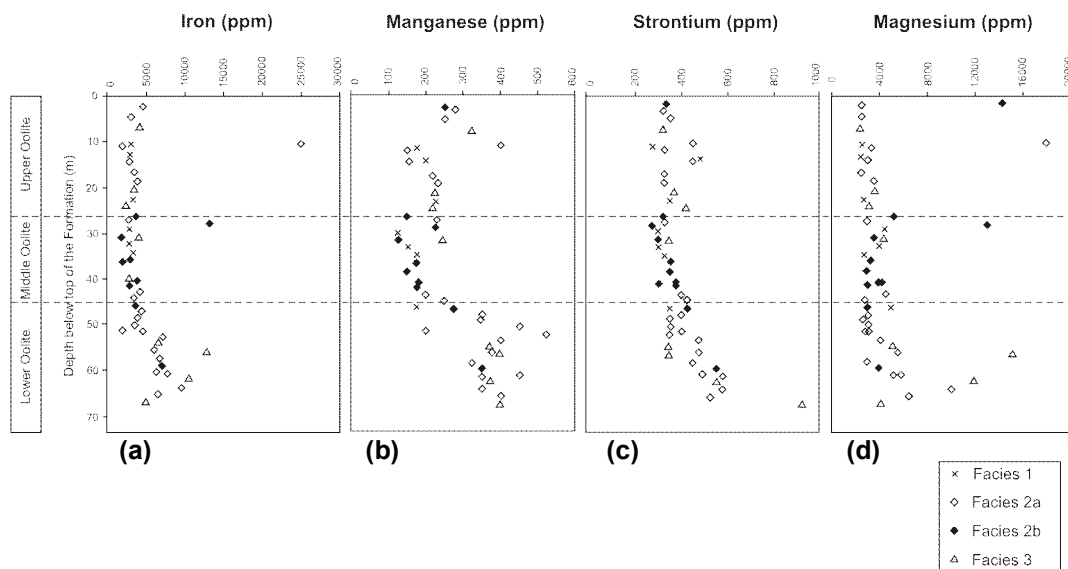 Iron (ppm)
Manganese (ppm)
Strontium (ppm)
Magnesium (ppm)
0
5000
10000
15000
20000
25000
30000
0
100
200
300
400
500
600
0
200
400
600
800
1000
0
4000
8000
12000
16000
20000
Upper Oolite
Middle Oolite
Lower Oolite
Depth below top of the Formation (m)
0
10
20
30
40
50
60
70
(a)
(b)
(c)
(d)
Facies 1
Facies 2a
Facies 2b
Facies 3